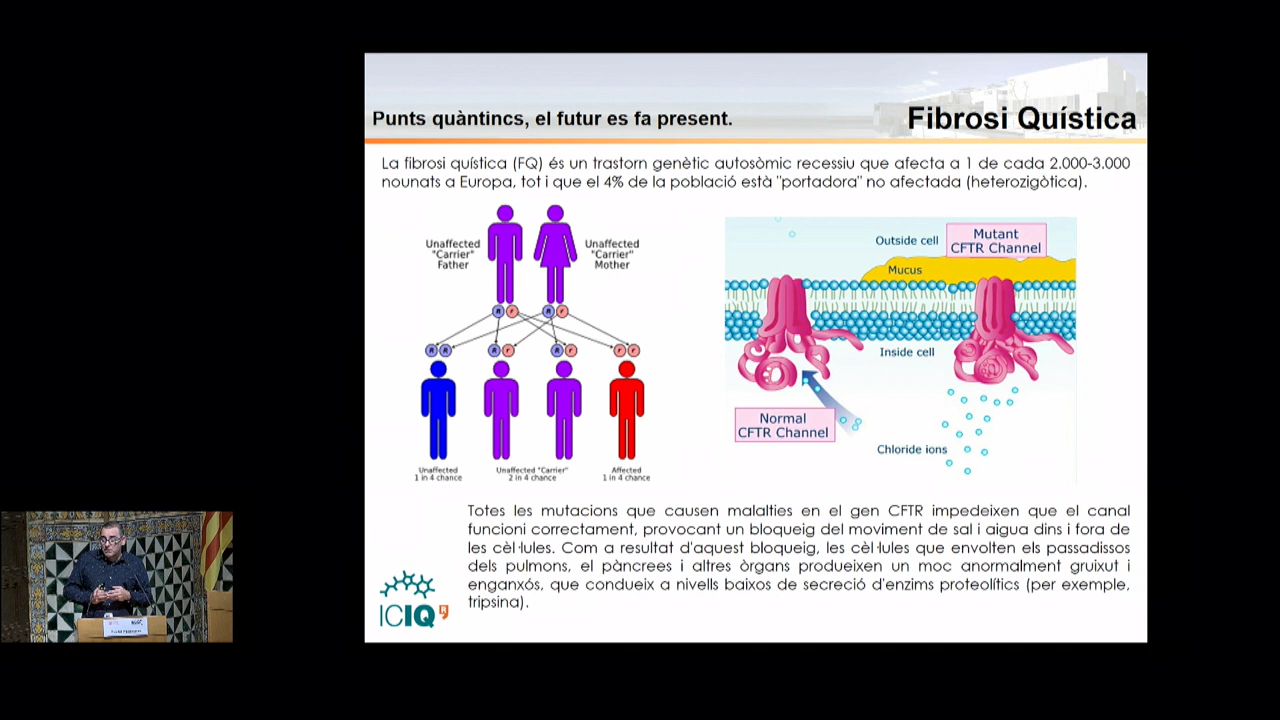 Punts quàntincs, el futur es fa present.
Fibrosi Quística
La fibrosi quística (FQ) és un trastorn genètic autosòmic recessiu que afecta a 1 de cada 2.000-3.000
nounats a Europa, tot i que el 4% de la població està "portadora" no afectada (heterozigòtica).
Unaffected
"Carrier"
Father
Unaffected
"Carrier"
Mother
R r R r
R R R r R r r r
Unaffected
1 in 4 chance
Unaffected "Carrier"
2 in 4 chance
Affected
1 in 4 chance
Outside cell
Mutant
CFTR Channel
Mucus
Inside cell
Normal
CFTR Channel
Chloride ions
Totes les mutacions que causen malalties en el gen CFTR impedeixen que el canal
funcioni correctament, provocant un bloqueig del moviment de sal i aigua dins i fora de
les cèl·lules. Com a resultat d'aquest bloqueig, les cèl·lules que envolten els passadissos
dels pulmons, el pàncrees i altres òrgans produeixen un moc anormalment gruixut i
enganxós, que condueix a nivells baixos de secreció d'enzims proteolítics (per exemple,
tripsina).
ICIQ
R